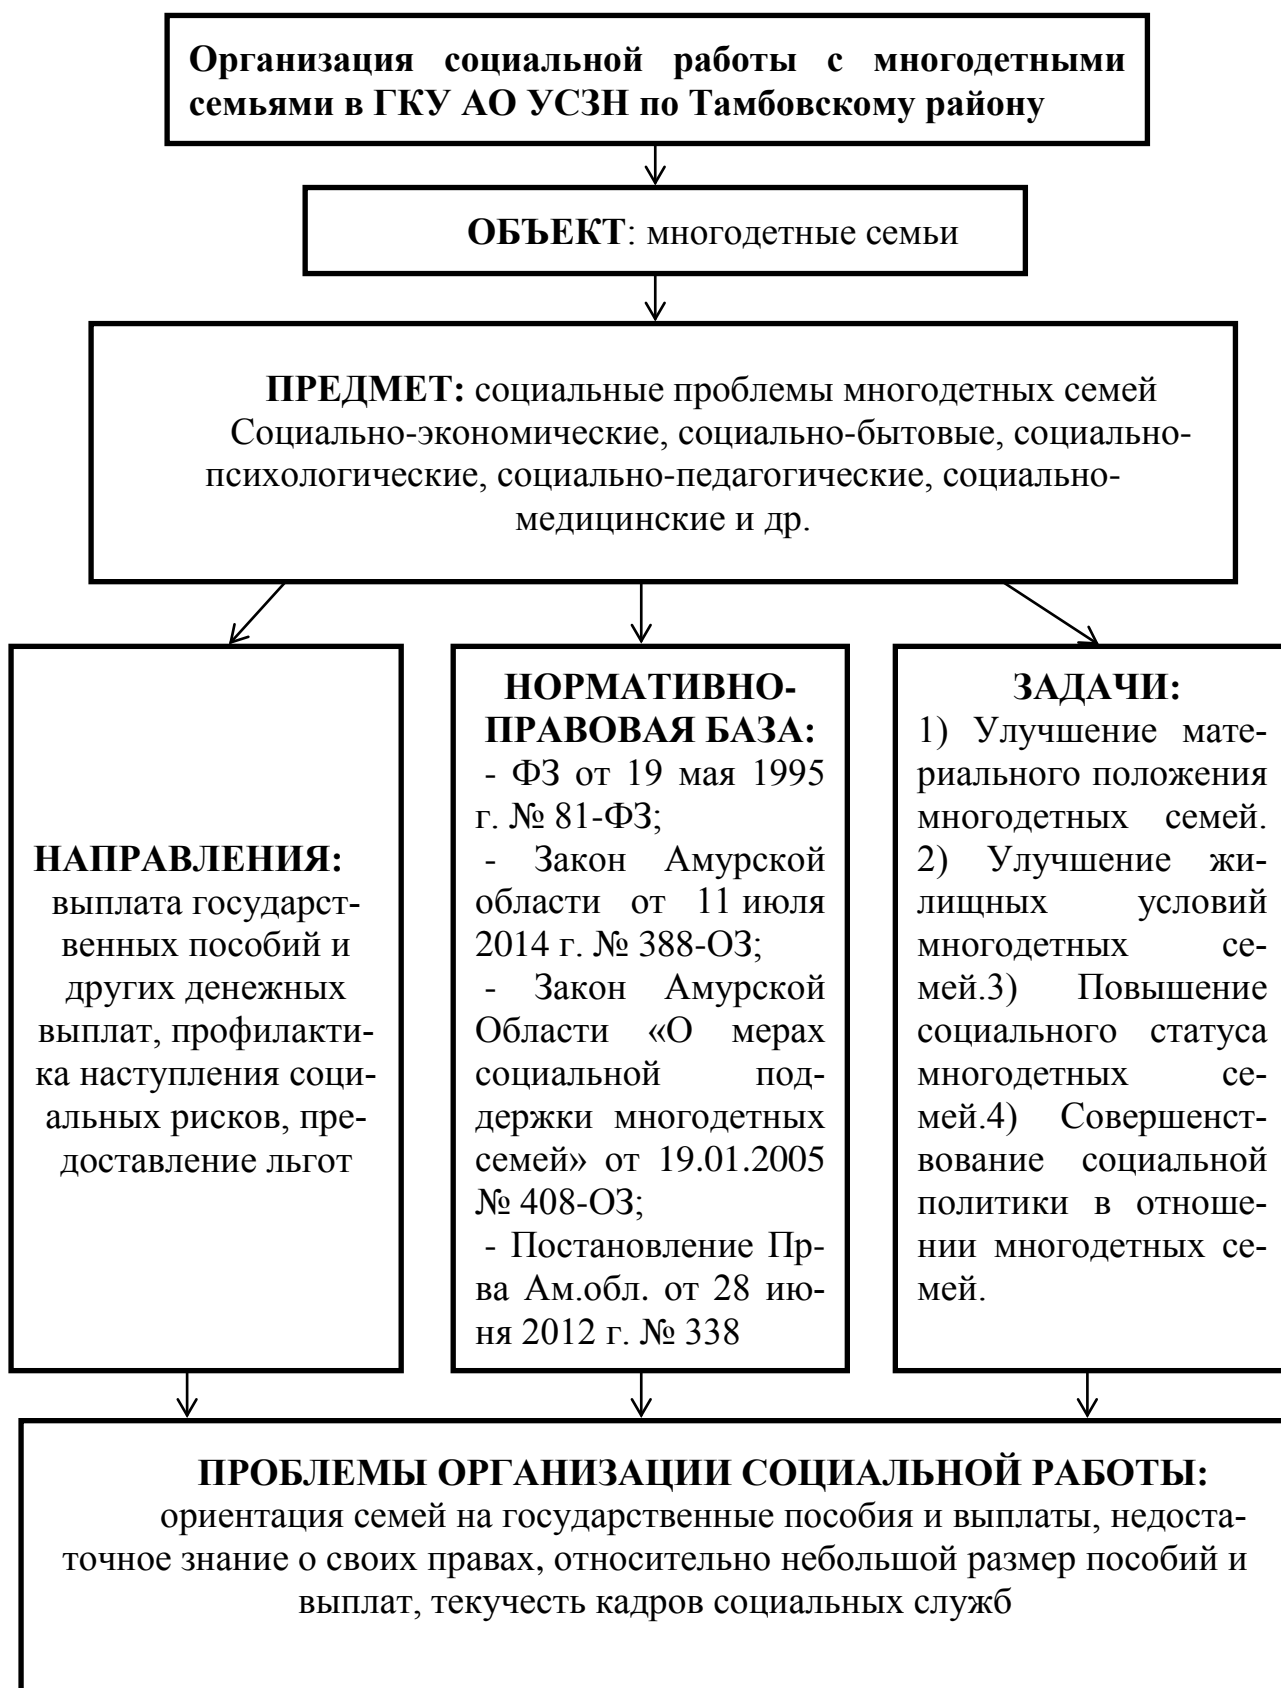 Организация социальной работы с многодетными
семьями в ГКУ АО УСЗН по Тамбовскому району
ОБЪЕКТ: многодетные семьи
ПРЕДМЕТ: социальные проблемы многодетных семей
Социально-экономические, социально-бытовые, социально-
психологические, социально-педагогические, социально-
медицинские и др.
НАПРАВЛЕНИЯ:
выплата государст-
венных пособий и
других денежных
выплат, профилакти-
ка наступления соци-
альных рисков, пре-
доставление льгот
НОРМАТИВНО-
ПРАВОВАЯ БАЗА:
- ФЗ от 19 мая 1995
г. № 81-ФЗ;
- Закон Амурской
области от 11 июля
2014 г. № 388-ОЗ;
- Закон Амурской
Области «О мерах
социальной под-
держки многодетных
семей» от 19.01.2005
№ 408-ОЗ;
- Постановление Пр-
ва Ам.обл. от 28 ию-
ня 2012 г. № 338
ЗАДАЧИ:
1) Улучшение мате-
риального положения
многодетных семей.
2) Улучшение жи-
лищных условий
многодетных се-
мей.3) Повышение
социального статуса
многодетных се-
мей.4) Совершенст-
вование социальной
политики в отноше-
нии многодетных се-
мей.
ПРОБЛЕМЫ ОРГАНИЗАЦИИ СОЦИАЛЬНОЙ РАБОТЫ:
ориентация семей на государственные пособия и выплаты, недоста-
точное знание о своих правах, относительно небольшой размер пособий и
выплат, текучесть кадров социальных служб